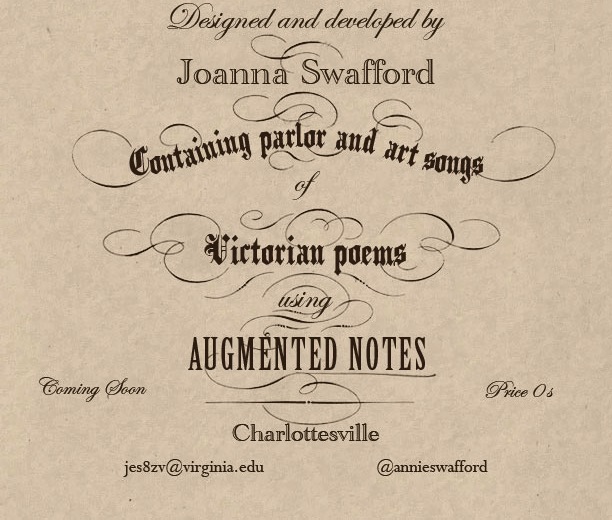 Designed and developed by
Joanna Swafford
Containing parlor and art songs
of
Victorian poems
using
AUGMENTED NOTES
Coming Soon
Price 0s
Charlottesville
jes8zv@virginia.edu
@annieswafford